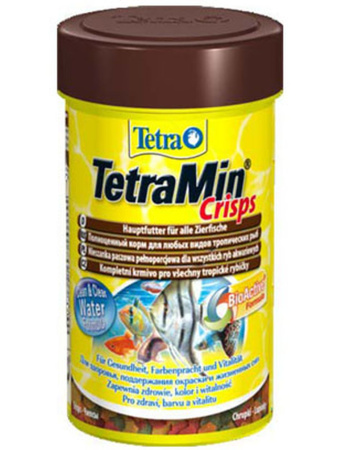 Tetra
TetraMin®
Crisps
Hauptfutter für alle Zierfische
Полноценный корм для любых видов тропических рыб
Mieszanka paszowa pełnoporcjowa dla wszystkich ryb akwariowych
Kompletní krmivo pro všechny tropické rybičky
Clean & Clear
Water
Formula
BioActive
Formula
Für Gesundheit, Farbenpracht und Vitalität
Для здоровья, поддержания окраски и жизненных сил
Zapewnia zdrowie, kolor i witalność
Pro zdraví, barvu a vitalitu